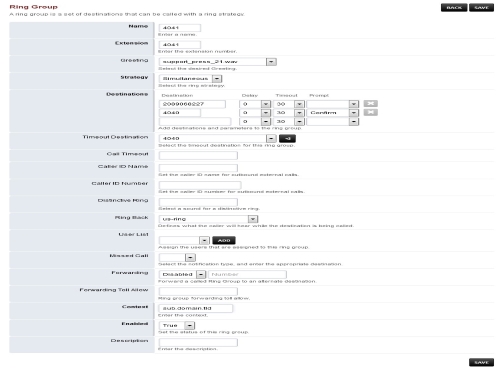 Ring Group
BACK SAVE
A ring group is a set of destinations that can be called with a ring strategy.
Name 4041
Enter a name.
Extension 4041
Enter the extension number.
Greeting support_press_21.wav
Select the desired Greeting.
Strategy Simultaneous
Select the ring strategy.
Destinations Destination Delay Timeout Prompt
0 30
4040 0 30 Confirm
0 30
Add destinations and parameters to the ring group.
Timeout Destination 4040
Select the timeout destination for this ring group.
Call Timeout
Caller ID Name
Set the caller ID name for outbound external calls.
Caller ID Number
Set the caller ID number for outbound external calls.
Distinctive Ring
Select a sound for a distinctive ring.
Ring Back us-ring
Defines what the caller will hear while the destination is being called.
User List ADD
Assign the users that are assigned to this ring group.
Missed Call
Select the notification type, and enter the appropriate destination.
Forwarding Disabled Number
Forward a called Ring Group to an alternate destination.
Forwarding Toll Allow
Ring group forwarding toll allow.
Context sub.domain.tld
Enter the context.
Enabled True
Set the status of this ring group.
Description
Enter the description.
SAVE